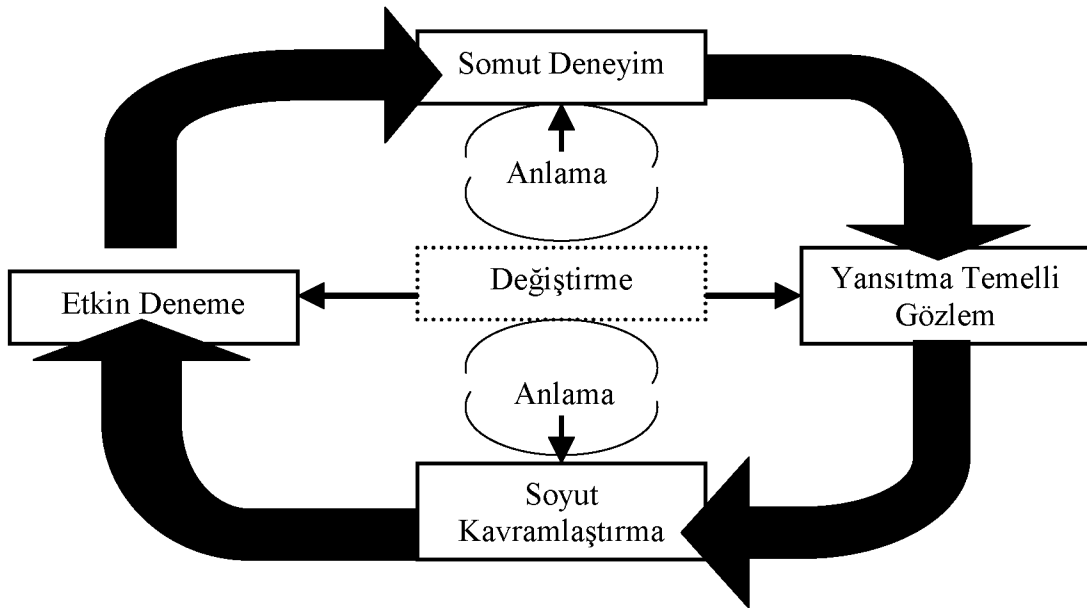 Somut Deneyim
Anlama
Değiştirme
Etkin Deneme
Yansıtma Temelli
Gözlem
Anlama
Soyut
Kavramlaştırma